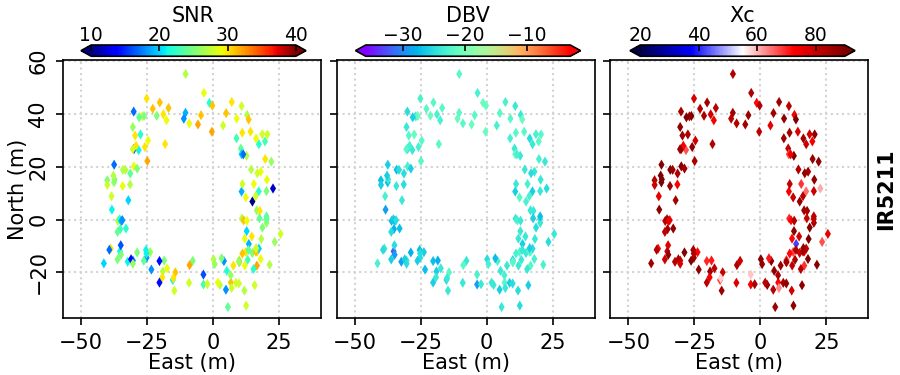 SNR DBV Xc
10 20 30 40 −30 −20 −10 20 40 60 80
60
40
20
0
−20
North (m)
IR5211
−50 −25 0 25 −50 −25 0 25 −50 −25 0 25
East (m) East (m) East (m)